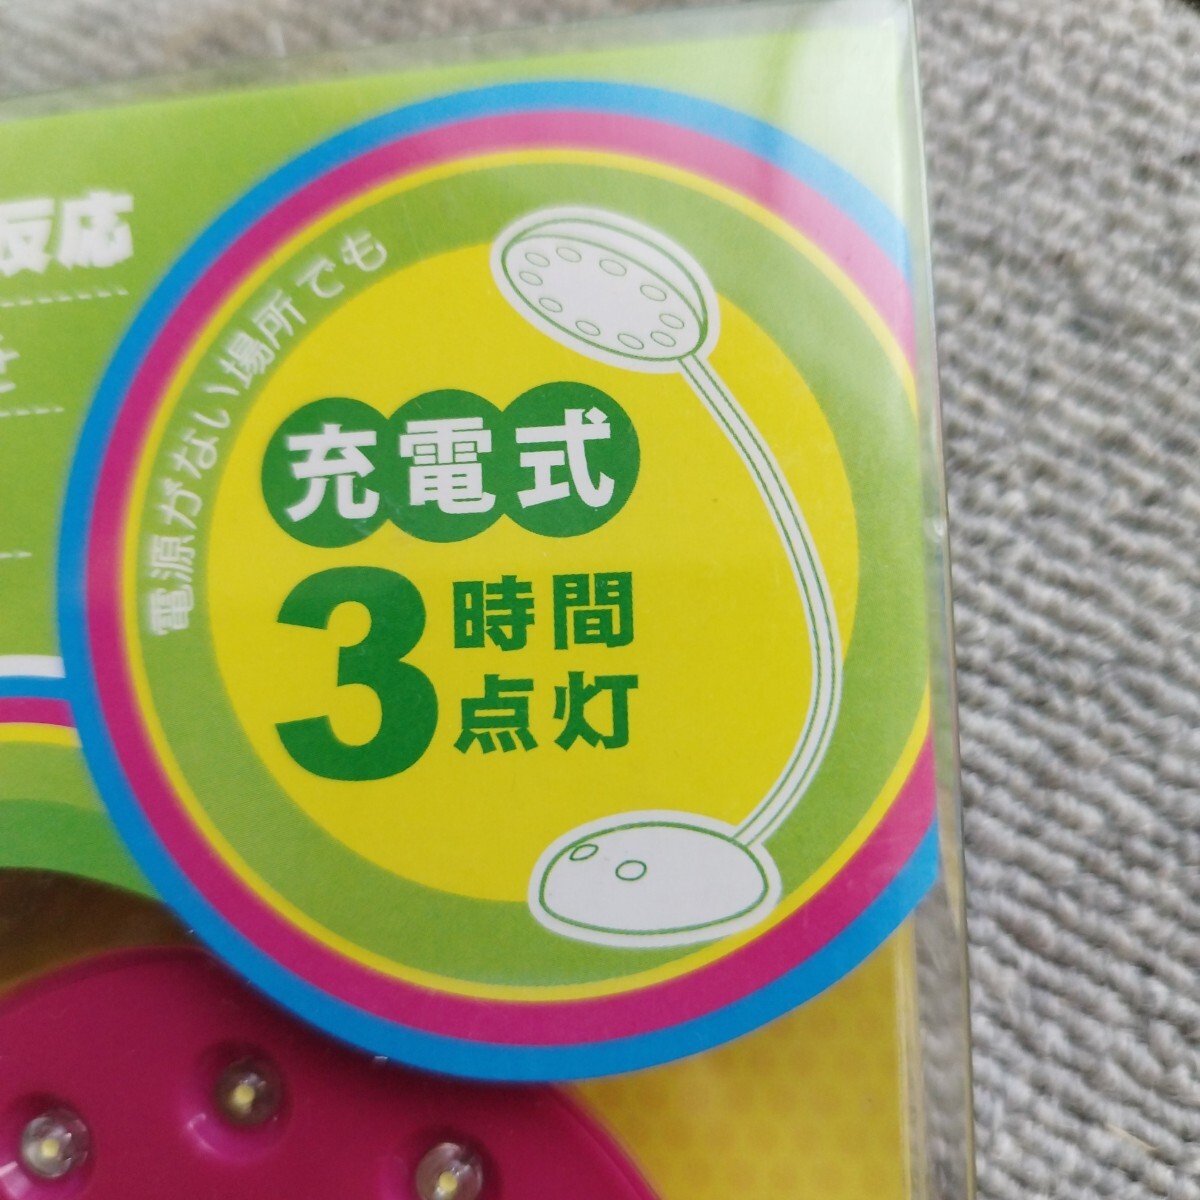 反応
電源がない場所でも
充電式
3時間
点灯